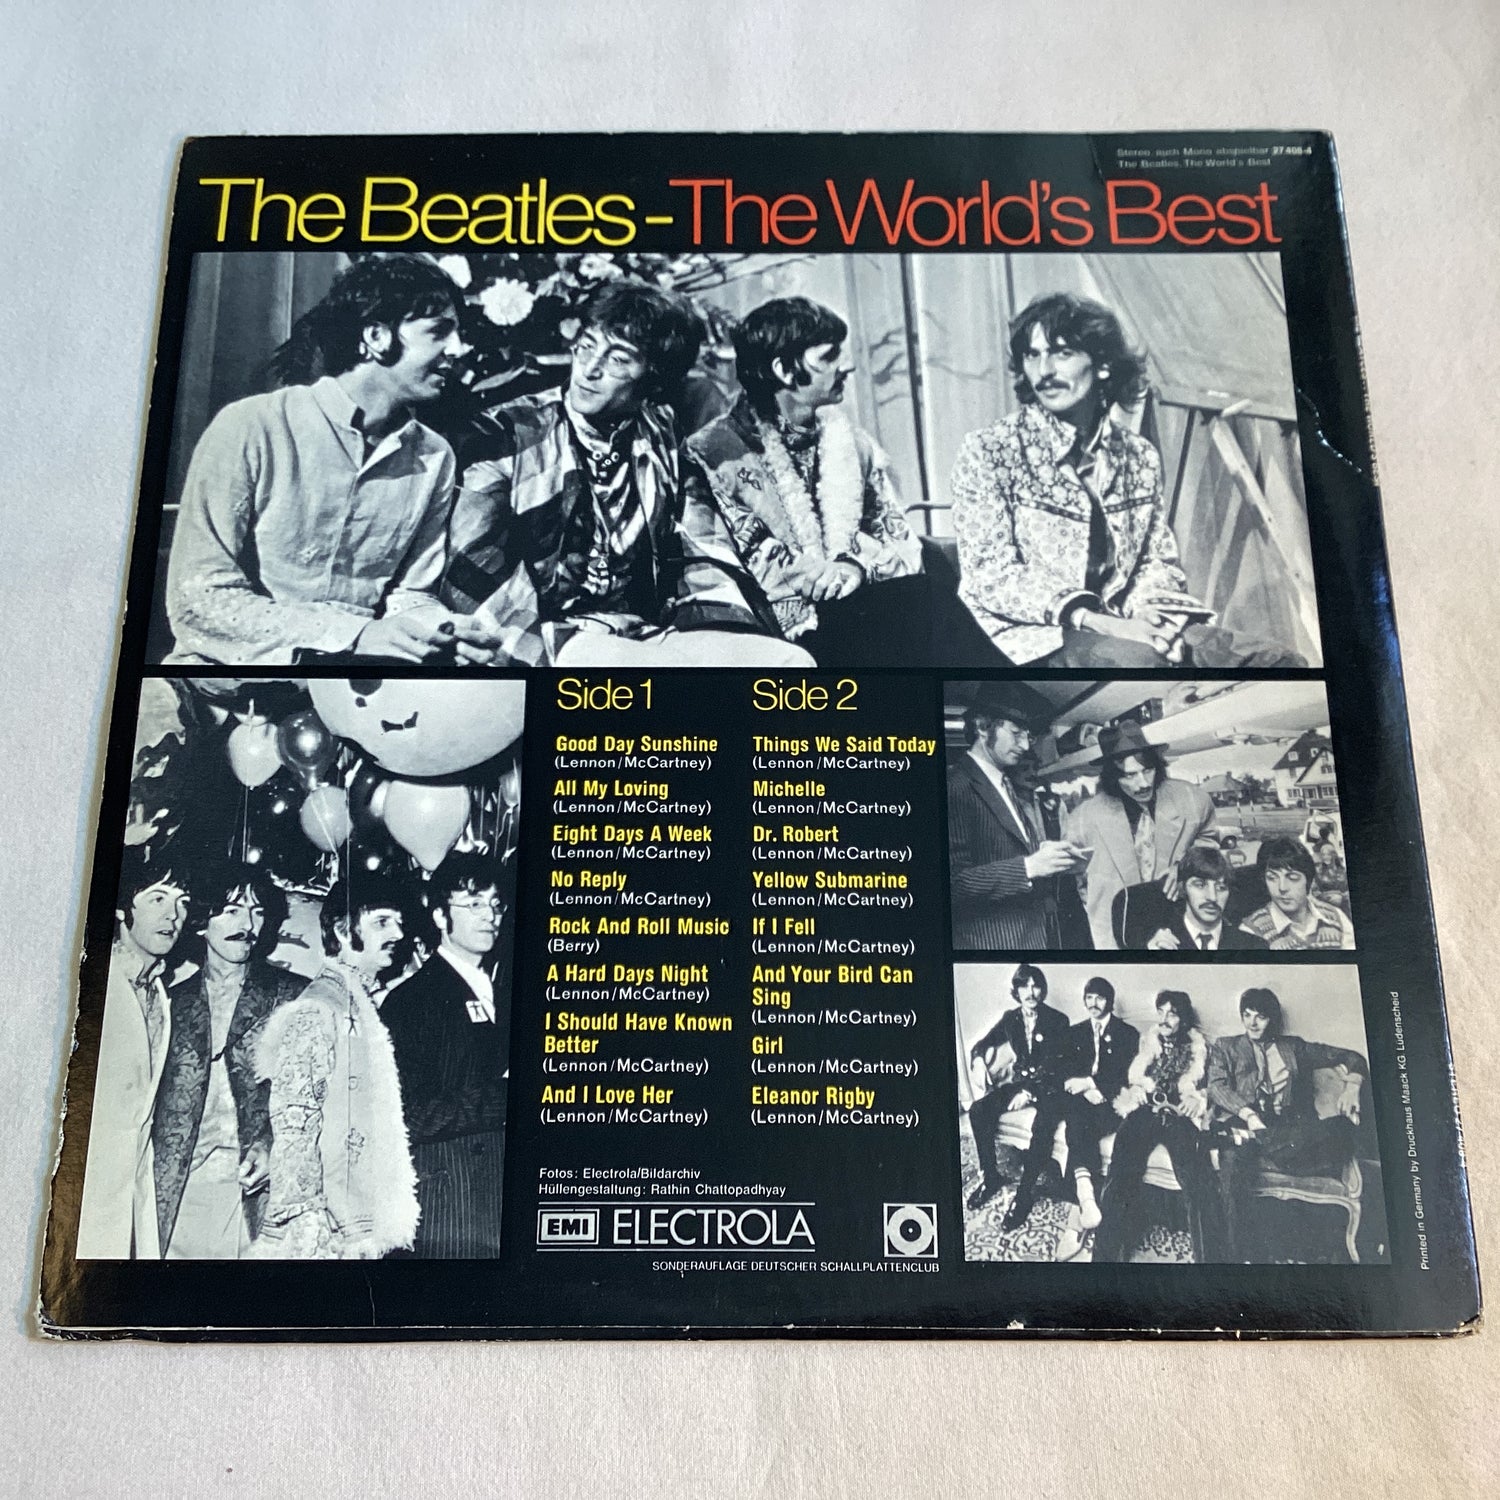 Stereo auch Mono abspielbar 27 408-4
The Beatles. The World's Best
The Beatles - The World's Best
Side 1
Good Day Sunshine
(Lennon/McCartney)
All My Loving
(Lennon/McCartney)
Eight Days A Week
(Lennon/McCartney)
No Reply
(Lennon/McCartney)
Rock And Roll Music
(Berry)
A Hard Days Night
(Lennon/McCartney)
I Should Have Known
Better
(Lennon/McCartney)
And I Love Her
(Lennon/McCartney)
Side 2
Things We Said Today
(Lennon/McCartney)
Michelle
(Lennon/McCartney)
Dr. Robert
(Lennon/McCartney)
Yellow Submarine
(Lennon/McCartney)
If I Fell
(Lennon/McCartney)
And Your Bird Can
Sing
(Lennon/McCartney)
Girl
(Lennon/McCartney)
Eleanor Rigby
(Lennon/McCartney)
Fotos: Electrola/Bildarchiv
Hüllengestaltung: Rathin Chattopadhyay
EMI ELECTROLA
SONDERAUFLAGE DEUTSCHER SCHALLPLATTENCLUB
Printed in Germany by Druckhaus Maack KG Lüdenscheid